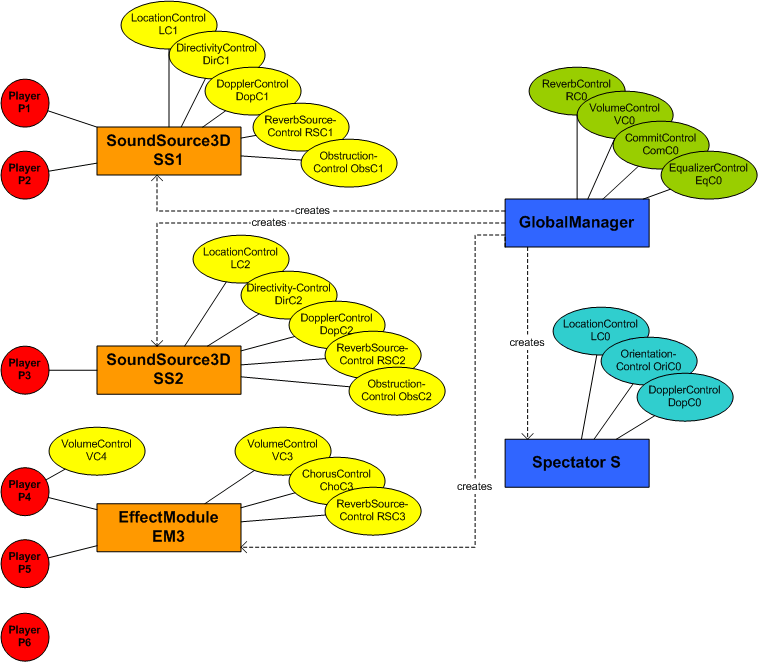 LocationControl
LC1
DirectivityControl
DirC1
DopplerControl
DopC1
ReverbSource-
Control RSC1
Obstruction-
Control ObsC1
Player
P1
Player
P2
SoundSource3D
SS1
ReverbControl
RC0
VolumeControl
VC0
CommitControl
ComC0
EqualizerControl
EqC0
GlobalManager
creates
creates
LocationControl
LC2
Directivity-Control
DirC2
DopplerControl
DopC2
ReverbSource-
Control RSC2
Obstruction-
Control ObsC2
Player
P3
SoundSource3D
SS2
creates
LocationControl
LC0
Orientation-
Control OriC0
DopplerControl
DopC0
Spectator S
VolumeControl
VC4
VolumeControl
VC3
ChorusControl
ChoC3
ReverbSource-
Control RSC3
creates
Player
P4
EffectModule
EM3
Player
P5
Player
P6